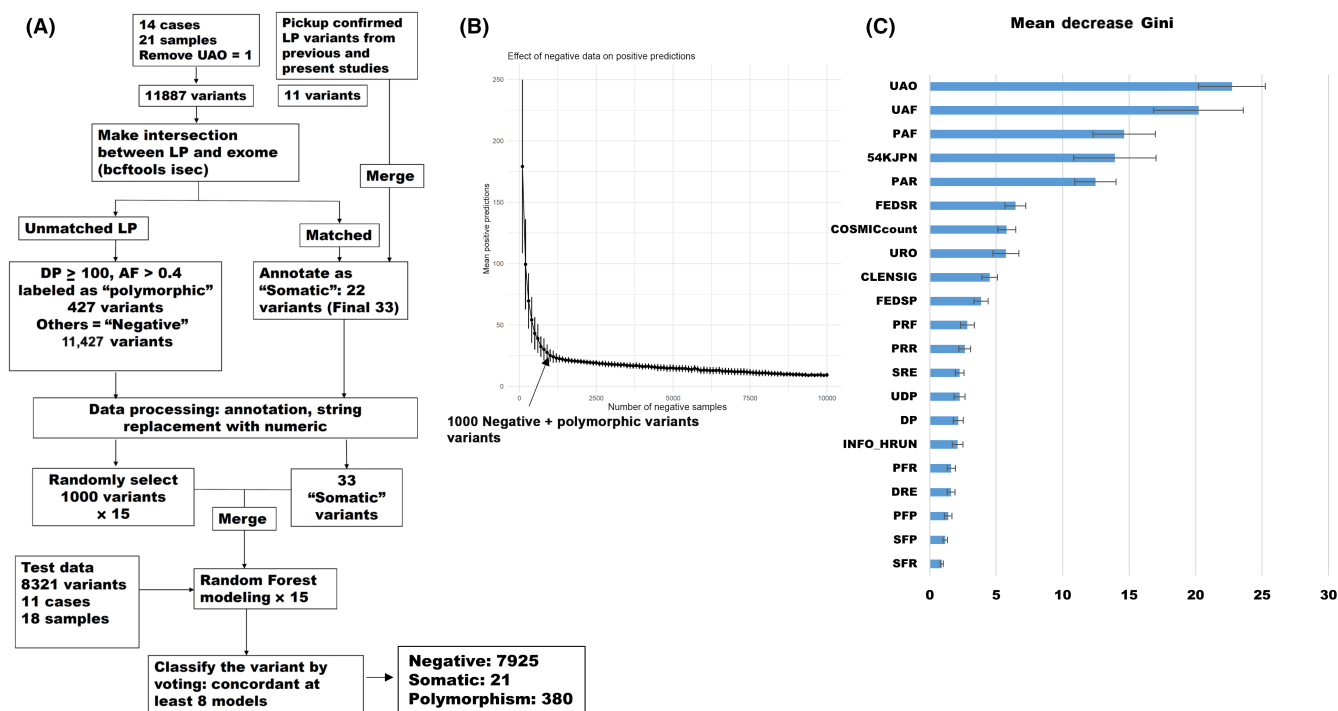 (A)
14 cases
21 samples
Remove UAO = 1
Pickup confirmed
LP variants from
previous and
present studies
11887 variants
11 variants
Make intersection
between LP and exome
(bcftools isec)
Merge
Unmatched LP
Matched
DP ≥ 100, AF > 0.4
labeled as “polymorphic”
427 variants
Others = “Negative”
11,427 variants
Annotate as
“Somatic”: 22
variants (Final 33)
Data processing: annotation, string
replacement with numeric
Randomly select
1000 variants
× 15
33
“Somatic”
variants
Merge
Test data
8321 variants
11 cases
18 samples
Random Forest
modeling × 15
Classify the variant by
voting: concordant at
least 8 models
Negative: 7925
Somatic: 21
Polymorphism: 380
(B)
Effect of negative data on positive predictions
Mean positive predictions
250
200
150
100
50
0
0 2500 5000 7500 10000
Number of negative samples
1000 Negative + polymorphic variants
variants
(C)
Mean decrease Gini
UAO
UAF
PAF
54KJPN
PAR
FEDSR
COSMICcount
URO
CLENSIG
FEDSP
PRF
PRR
SRE
UDP
DP
INFO_HRUN
PFR
DRE
PFP
SFP
SFR
0 5 10 15 20 25 30